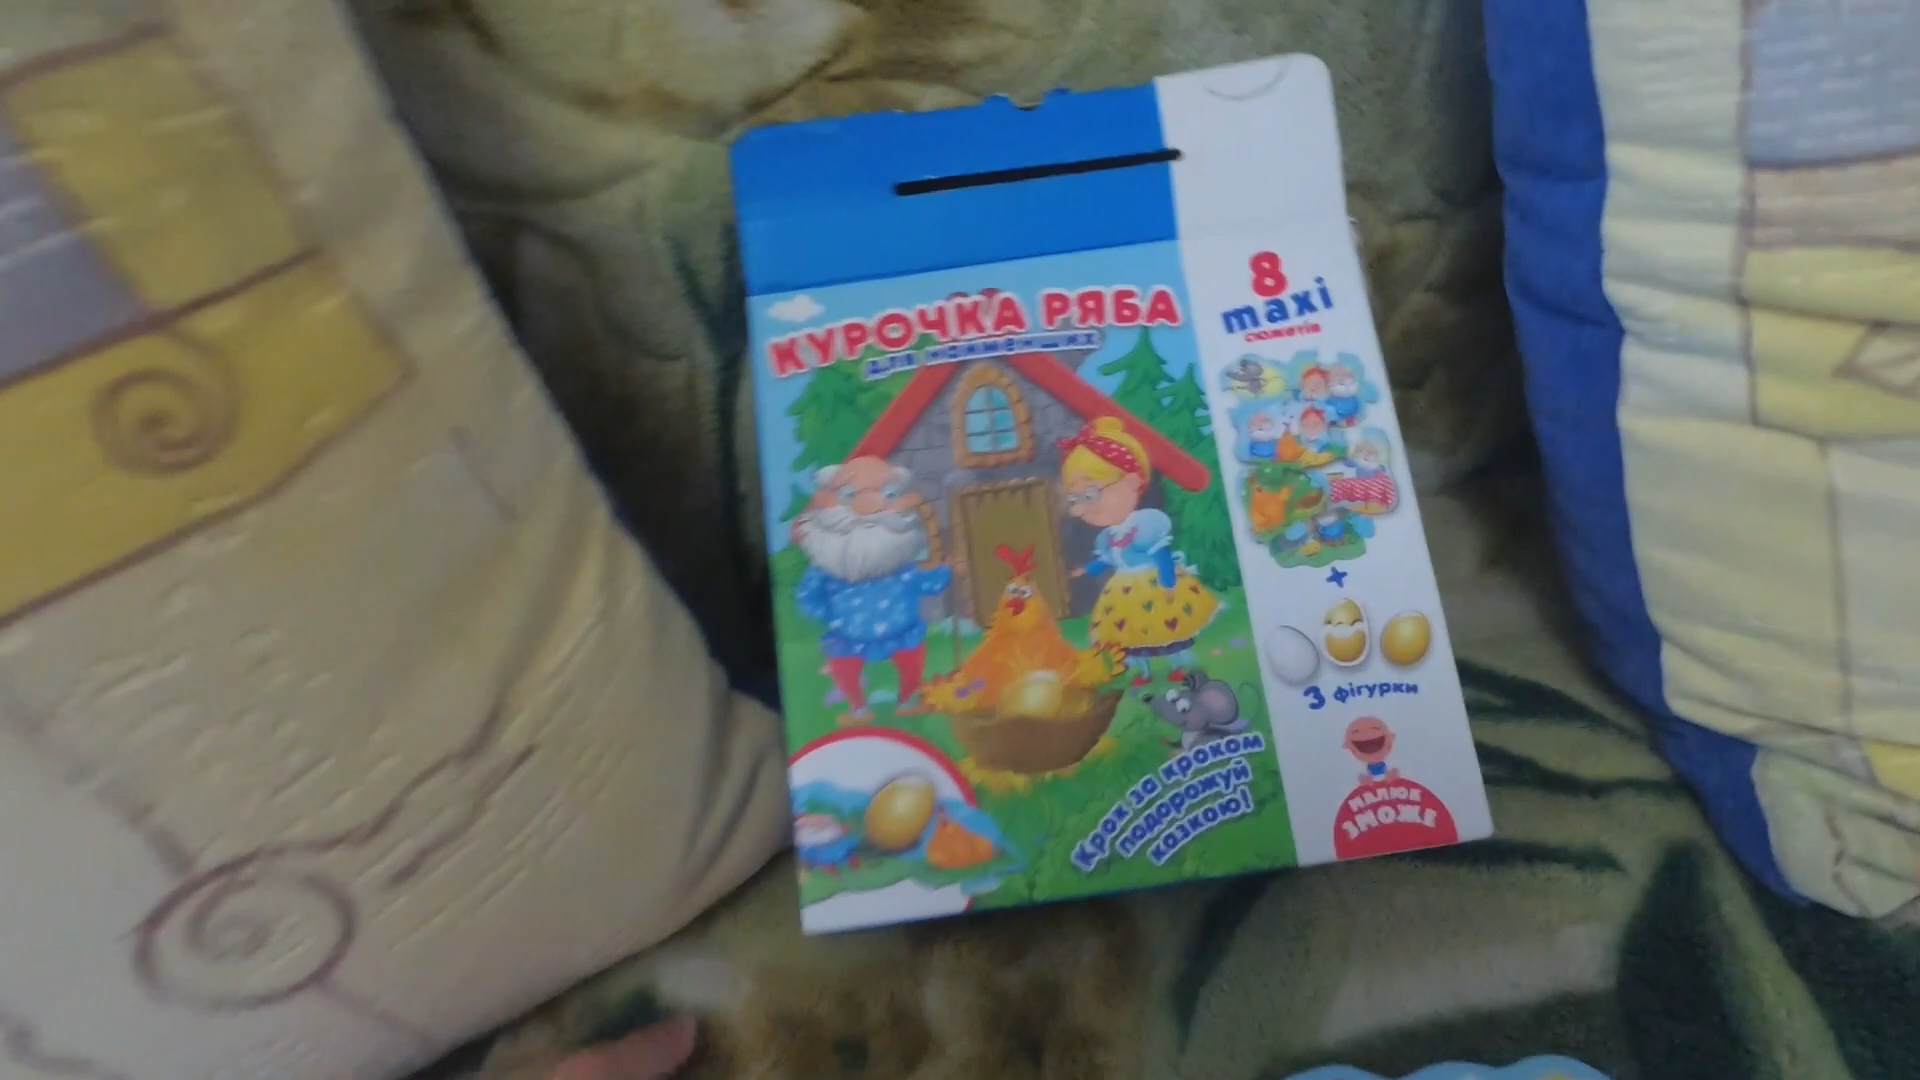 КУРОЧКА РЯБА
для найменших
8
maxi
сюжетів
+
3 фігурки
Крок за кроком
подорожуй
казкою!
МАЛЮК
ЗМОЖЕ